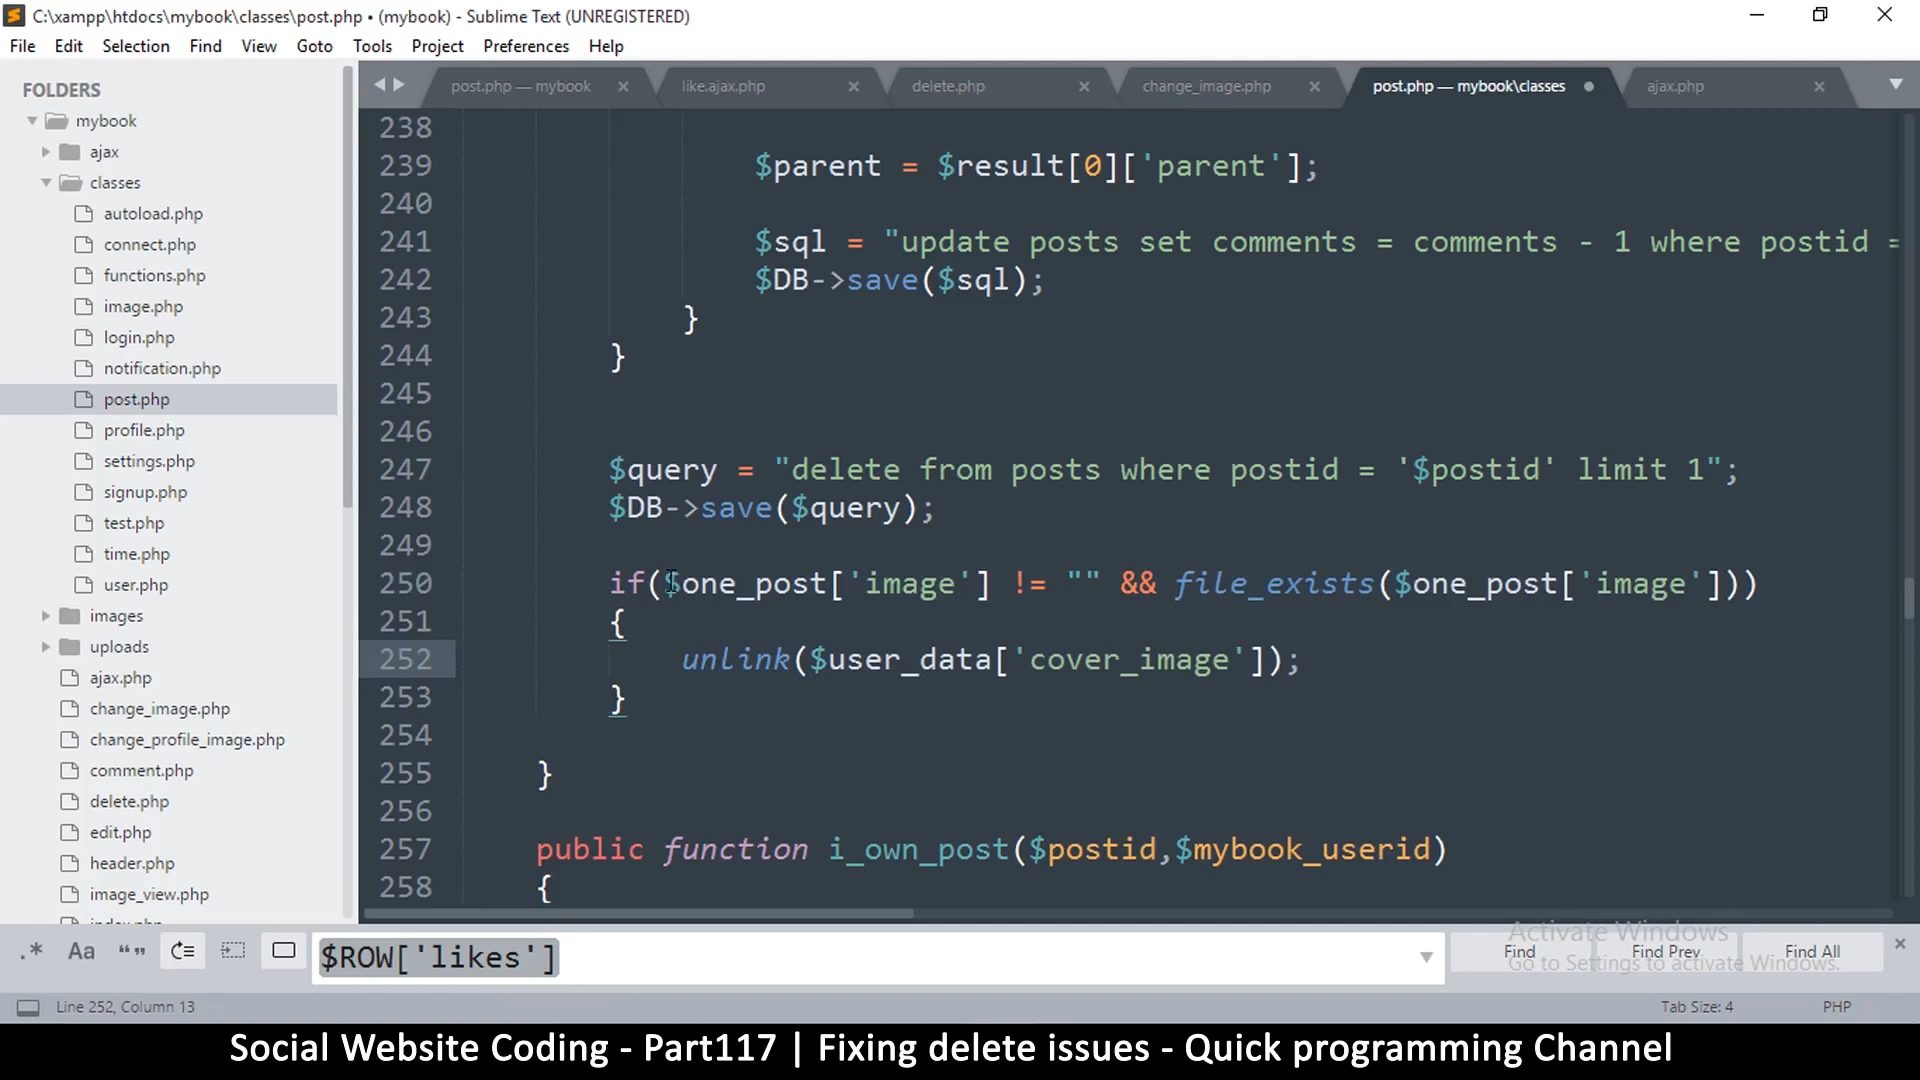 C:\xampp\htdocs\mybook\classes\post.php • (mybook) - Sublime Text (UNREGISTERED)
File Edit Selection Find View Goto Tools Project Preferences Help
FOLDERS
mybook
ajax
classes
autoload.php
connect.php
functions.php
image.php
login.php
notification.php
post.php
profile.php
settings.php
signup.php
test.php
time.php
user.php
images
uploads
ajax.php
change_image.php
change_profile_image.php
comment.php
delete.php
edit.php
header.php
image_view.php
post.php — mybook like.ajax.php delete.php change_image.php post.php — mybook\classes ajax.php
238
239 $parent = $result[0]['parent'];
240
241 $sql = "update posts set comments = comments - 1 where postid =
242 $DB->save($sql);
243 }
244 }
245
246
247 $query = "delete from posts where postid = '$postid' limit 1";
248 $DB->save($query);
249
250 if($one_post['image'] != "" && file_exists($one_post['image']))
251 {
252 unlink($user_data['cover_image']);
253 }
254
255 }
256
257 public function i_own_post($postid,$mybook_userid)
258 {
.* Aa “” $ROW['likes'] Find Find Prev Find All
Activate Windows
Go to Settings to activate Windows.
Line 252, Column 13 Tab Size: 4 PHP
Social Website Coding - Part117 | Fixing delete issues - Quick programming Channel